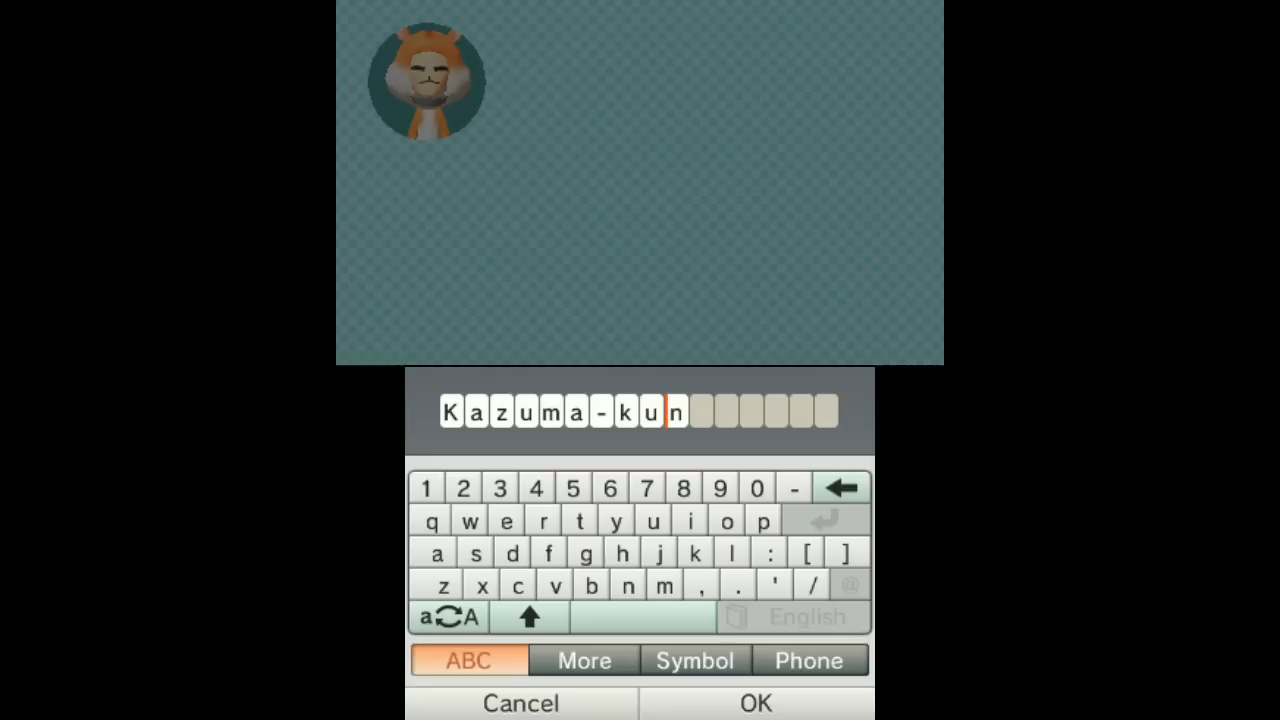 Kazuma-kun
1 2 3 4 5 6 7 8 9 0 -
q w e r t y u i o p
a s d f g h j k l : [ ]
z x c v b n m , . ' / @
a A English
ABC More Symbol Phone
Cancel OK